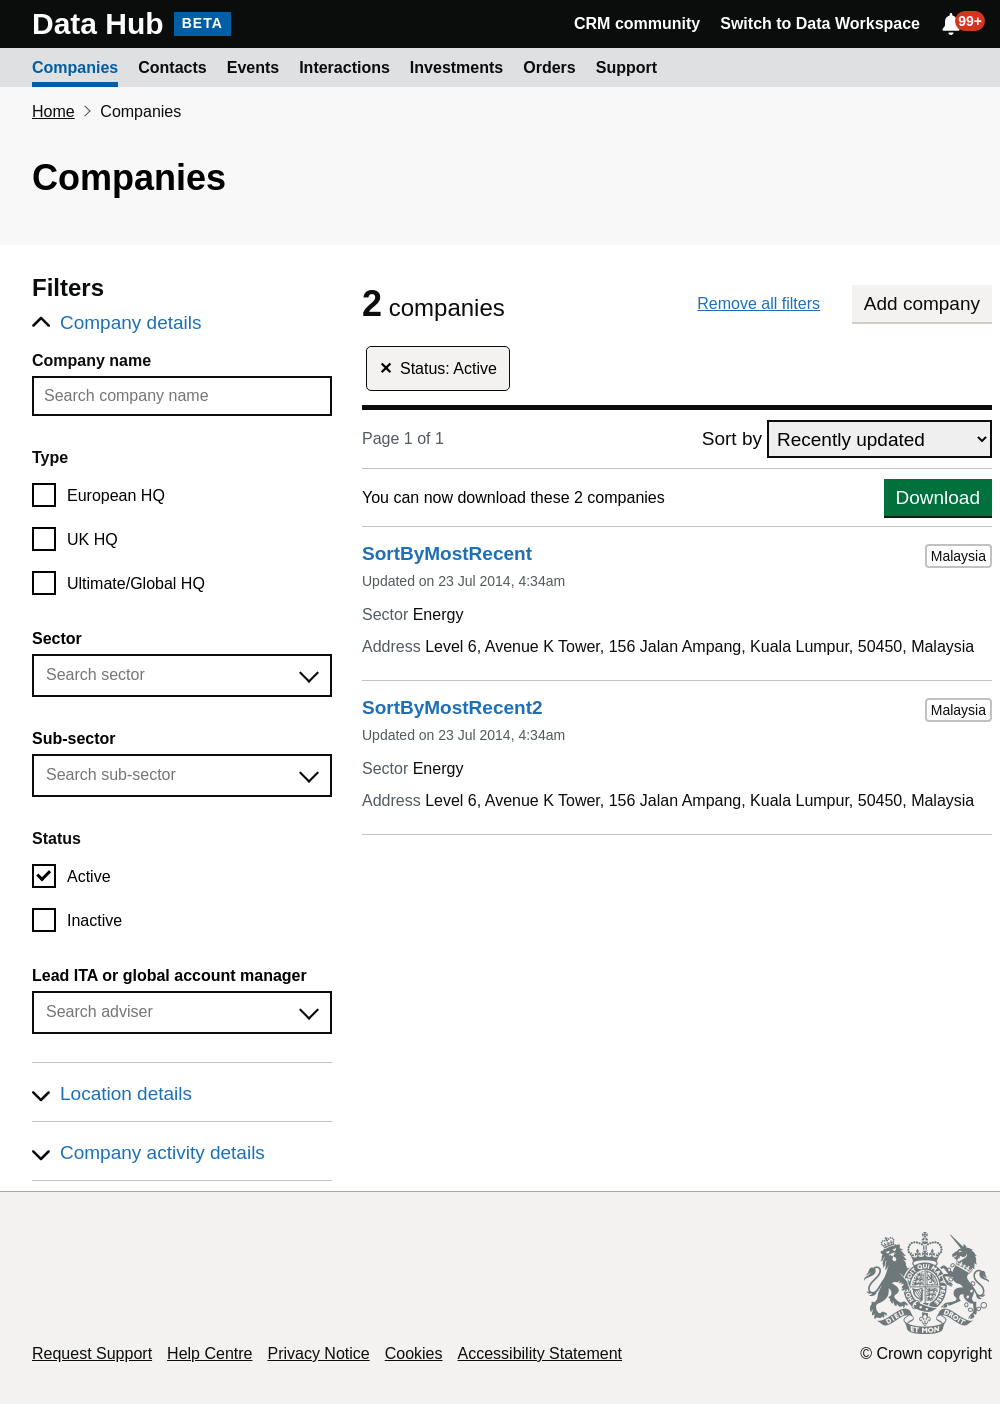 Data Hub BETA CRM community Switch to Data Workspace 99+
Companies Contacts Events Interactions Investments Orders Support
Home Companies
Companies
Filters
Company details
Company name
Search company name
Type
European HQ
UK HQ
Ultimate/Global HQ
Sector
Search sector
Sub-sector
Search sub-sector
Status
Active
Inactive
Lead ITA or global account manager
Search adviser
Location details
Company activity details
2 companies Remove all filters Add company
✕ Status: Active
Page 1 of 1 Sort by Recently updated
You can now download these 2 companies Download
SortByMostRecent Malaysia
Updated on 23 Jul 2014, 4:34am
Sector Energy
Address Level 6, Avenue K Tower, 156 Jalan Ampang, Kuala Lumpur, 50450, Malaysia
SortByMostRecent2 Malaysia
Updated on 23 Jul 2014, 4:34am
Sector Energy
Address Level 6, Avenue K Tower, 156 Jalan Ampang, Kuala Lumpur, 50450, Malaysia
DIEU ET MON DROIT
Request Support Help Centre Privacy Notice Cookies Accessibility Statement © Crown copyright